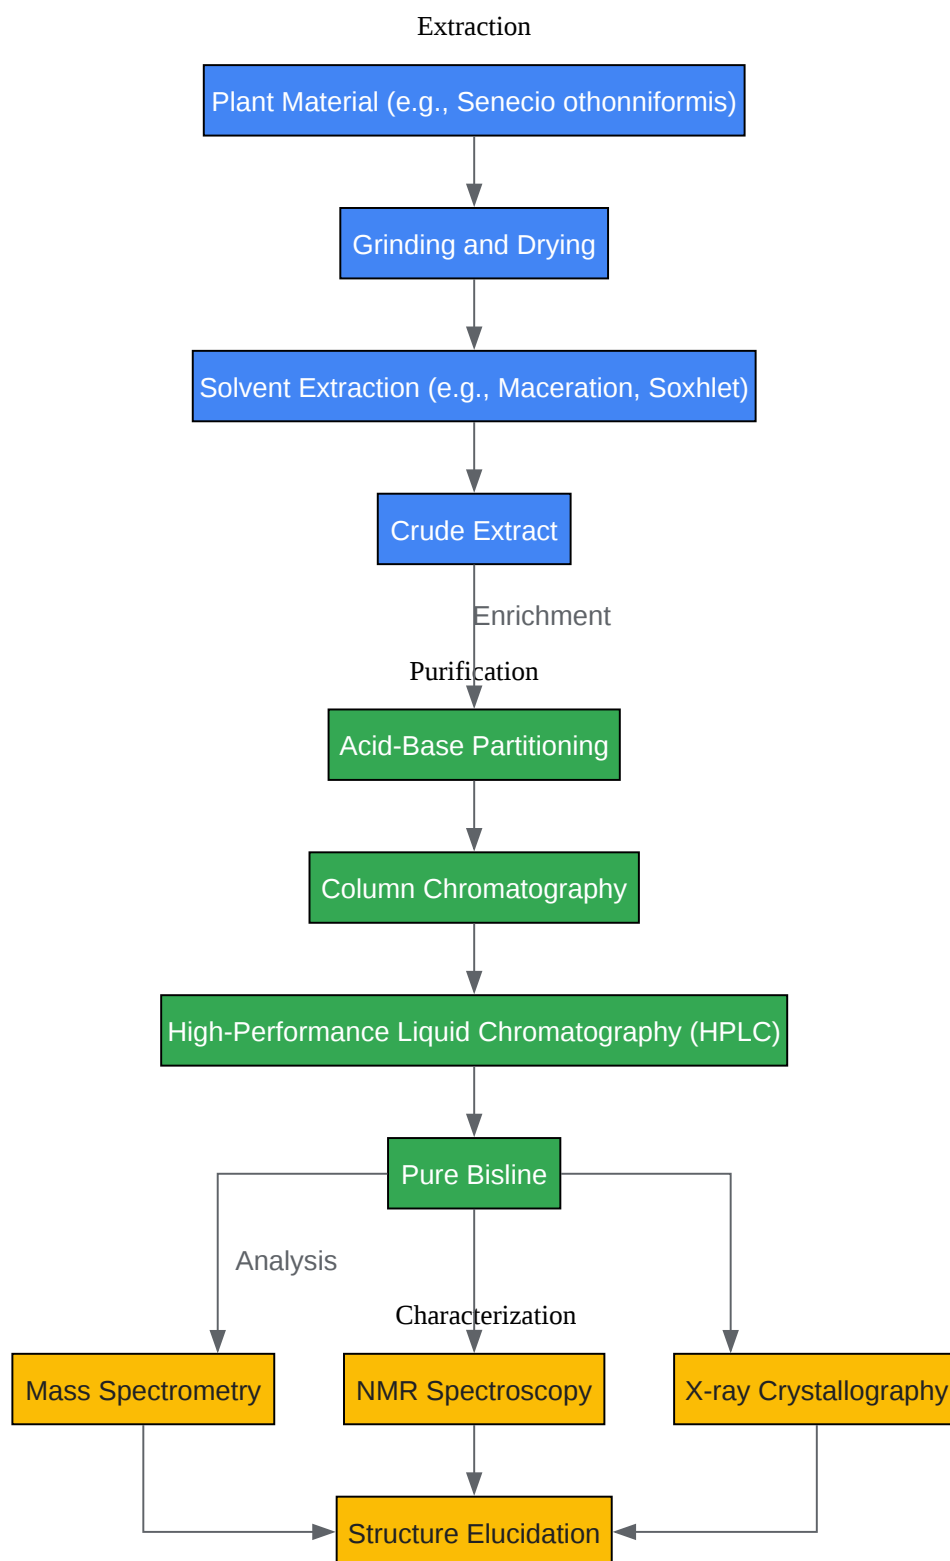 Extraction
Plant Material (e.g., Senecio othonniformis)
Grinding and Drying
Solvent Extraction (e.g., Maceration, Soxhlet)
Crude Extract
Enrichment
Purification
Acid-Base Partitioning
Column Chromatography
High-Performance Liquid Chromatography (HPLC)
Pure Bisline
Analysis
Characterization
Mass Spectrometry
NMR Spectroscopy
X-ray Crystallography
Structure Elucidation